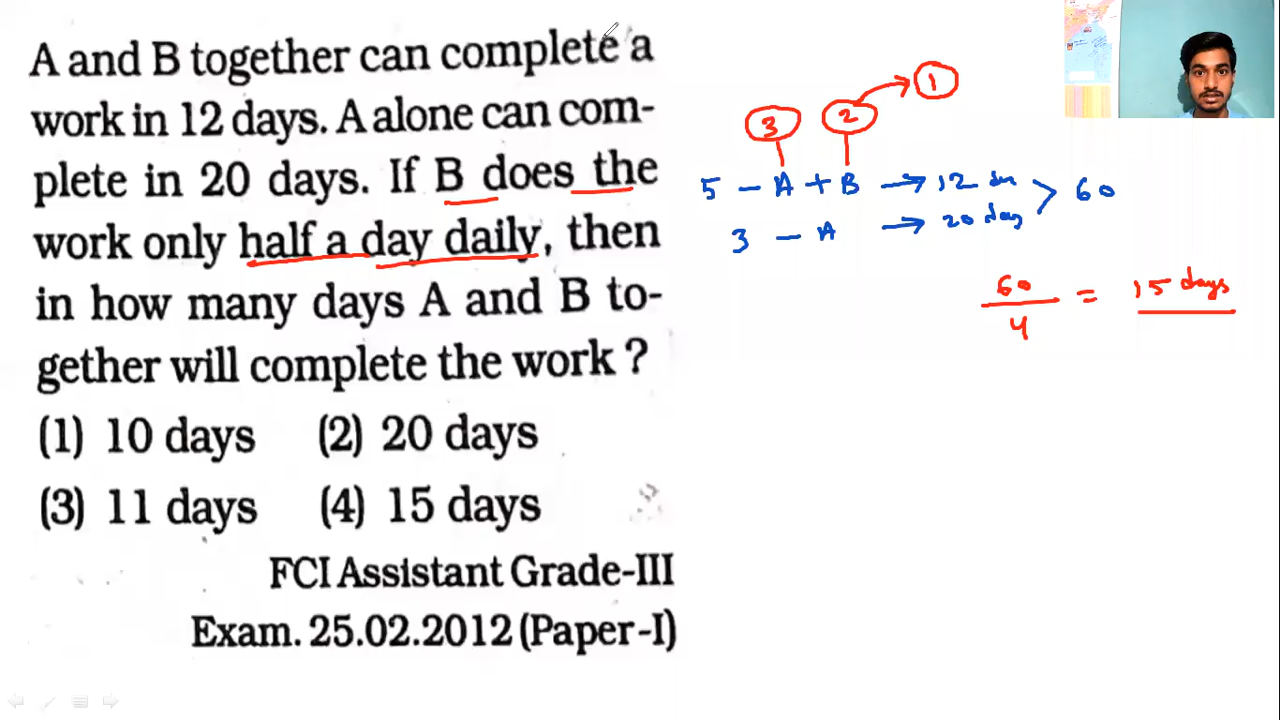 A and B together can complete a
work in 12 days. A alone can com-
plete in 20 days. If B does the
work only half a day daily, then
in how many days A and B to-
gether will complete the work ?
(1) 10 days (2) 20 days
(3) 11 days (4) 15 days
FCI Assistant Grade-III
Exam. 25.02.2012 (Paper-I)
1
3 2
5 - A + B → 12 > 60
3 - A → 20 day
60/4 = 15 days